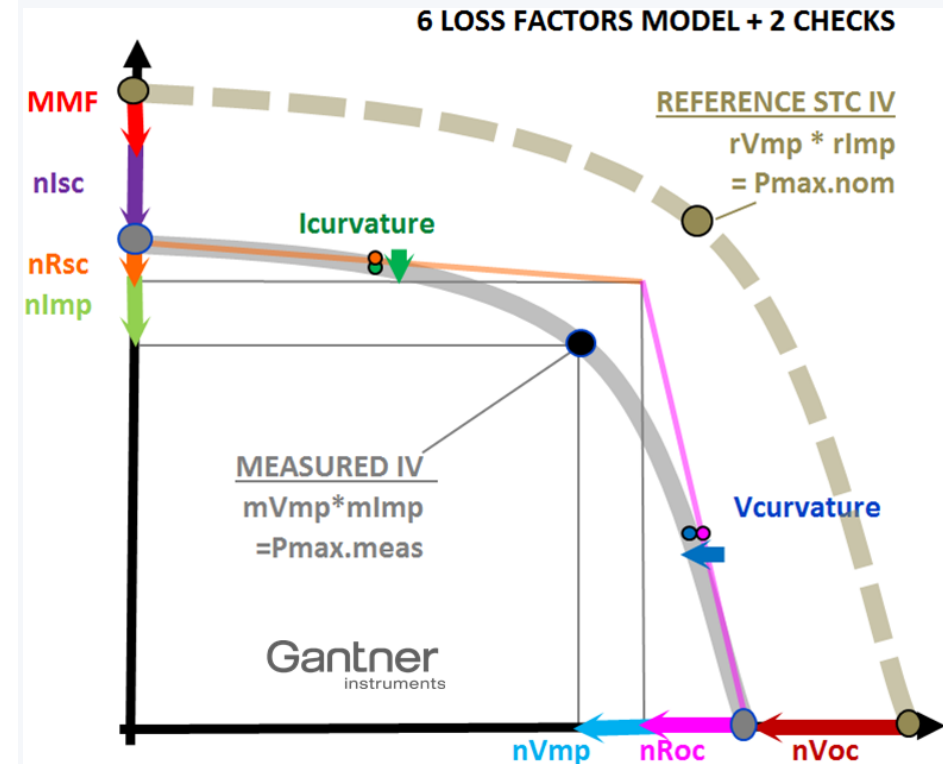 6 LOSS FACTORS MODEL + 2 CHECKS
MMF
REFERENCE STC IV
rVmp * rImp
= Pmax.nom
nIsc
Icurvature
nRsc
nImp
MEASURED IV
mVmp*mImp
=Pmax.meas
Vcurvature
Gantner
instruments
nVmp
nRoc
nVoc